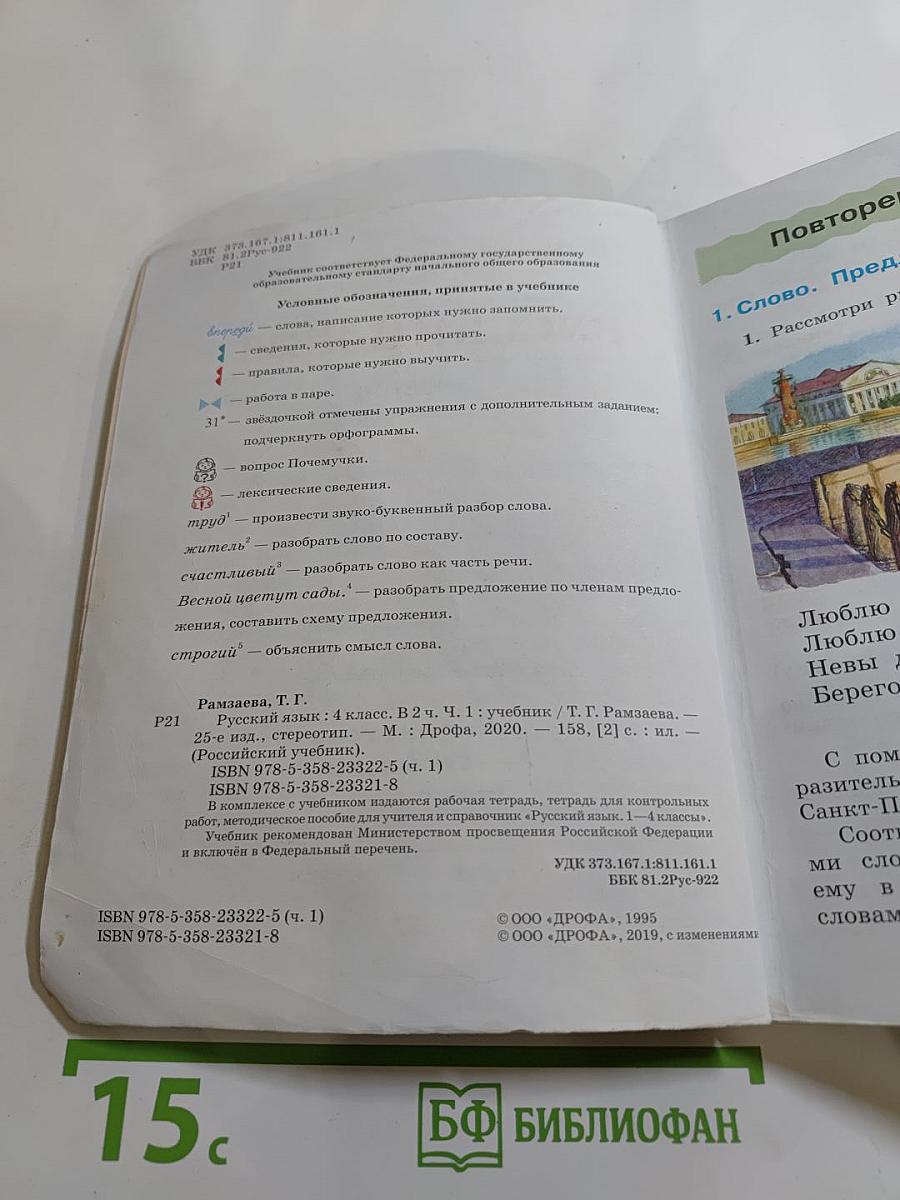 УДК 373.167.1:811.161.1
ББК 81.2Рус-922
Р21
Учебник соответствует Федеральному государственному
образовательному стандарту начального общего образования
Условные обозначения, принятые в учебнике
впереди — слова, написание которых нужно запомнить.
— сведения, которые нужно прочитать.
— правила, которые нужно выучить.
— работа в паре.
31* — звёздочкой отмечены упражнения с дополнительным заданием:
подчеркнуть орфограммы.
— вопрос Почемучки.
— лексические сведения.
труд¹ — произвести звуко-буквенный разбор слова.
житель² — разобрать слово по составу.
счастливый³ — разобрать слово как часть речи.
Весной цветут сады.⁴ — разобрать предложение по членам предло-
жения, составить схему предложения.
строгий⁵ — объяснить смысл слова.
Рамзаева, Т. Г.
Р21 Русский язык : 4 класс. В 2 ч. Ч. 1 : учебник / Т. Г. Рамзаева. —
25-е изд., стереотип. — М. : Дрофа, 2020. — 158, [2] с. : ил. —
(Российский учебник).
ISBN 978-5-358-23322-5 (ч. 1)
ISBN 978-5-358-23321-8
В комплексе с учебником издаются рабочая тетрадь, тетрадь для контрольных
работ, методическое пособие для учителя и справочник «Русский язык. 1—4 классы».
Учебник рекомендован Министерством просвещения Российской Федерации
и включён в Федеральный перечень.
УДК 373.167.1:811.161.1
ББК 81.2Рус-922
ISBN 978-5-358-23322-5 (ч. 1)
ISBN 978-5-358-23321-8
© ООО «ДРОФА», 1995
© ООО «ДРОФА», 2019, с изменениями
Повторе
1. Слово. Пред
1. Рассмотри р
Люблю
Люблю
Невы д
Берего
С пом
разитель
Санкт-П
Соотн
ми сло
ему в
словам
15 с
БФ БИБЛИОФАН